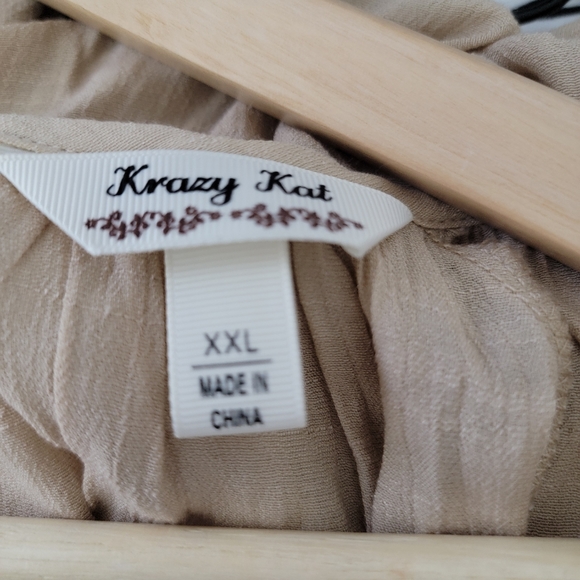 Krazy Kat
XXL
MADE IN
CHINA